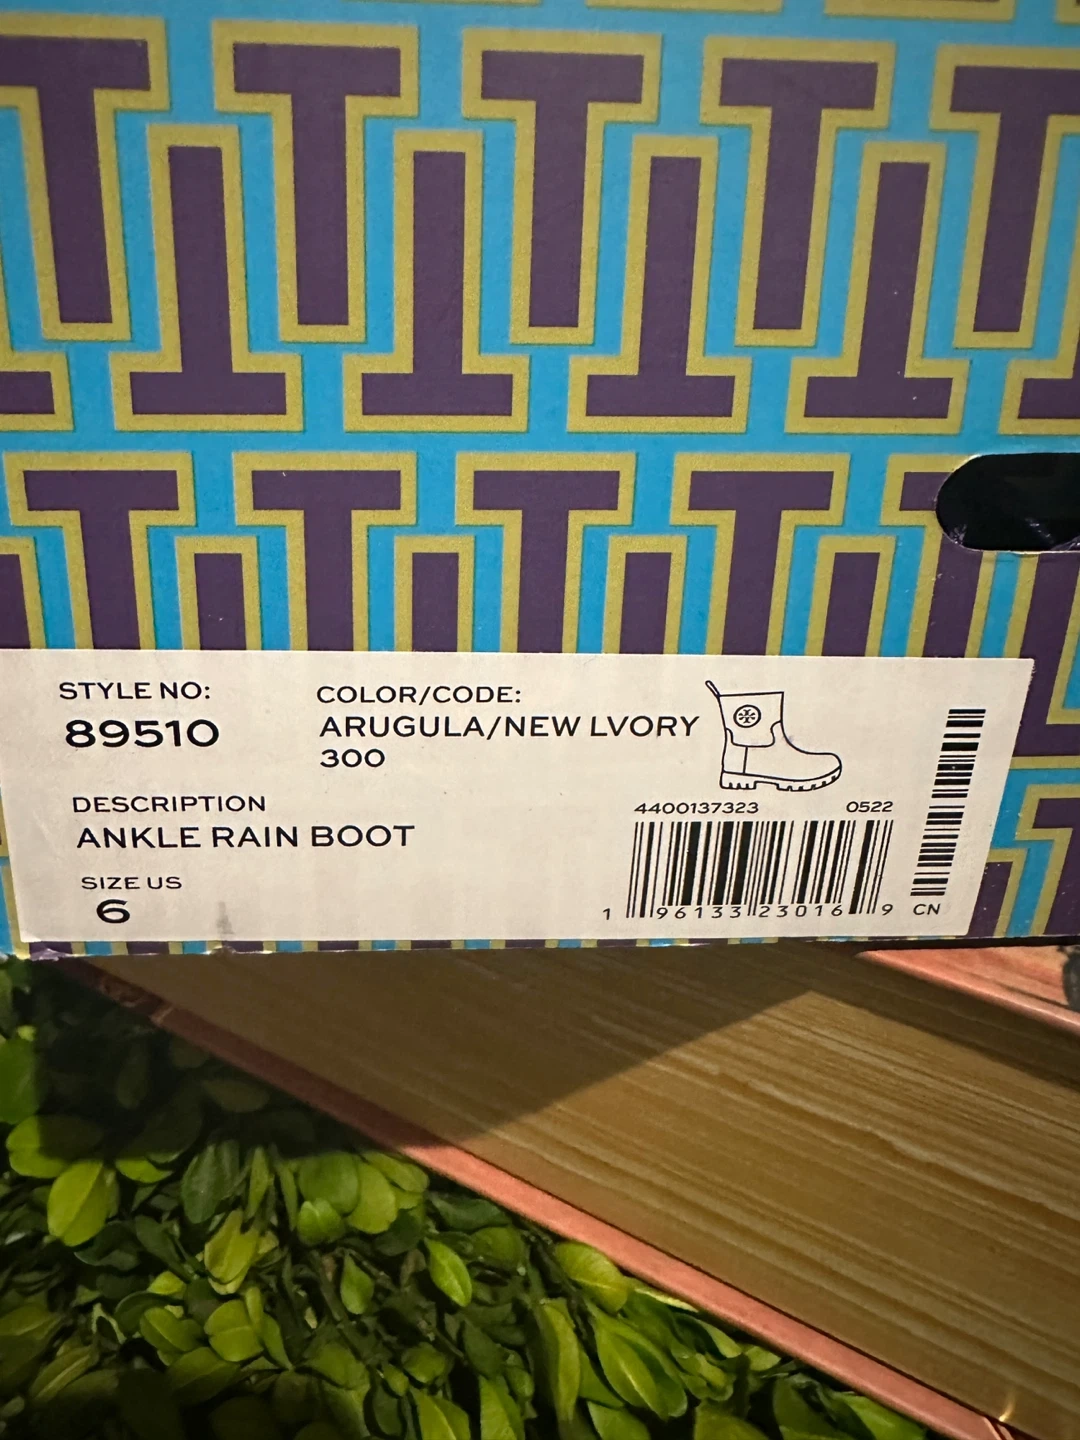 STYLE NO:
89510
COLOR/CODE:
ARUGULA/NEW LVORY
300
DESCRIPTION
ANKLE RAIN BOOT
SIZE US
6
4400137323 0522
1 96133 23016 9 CN